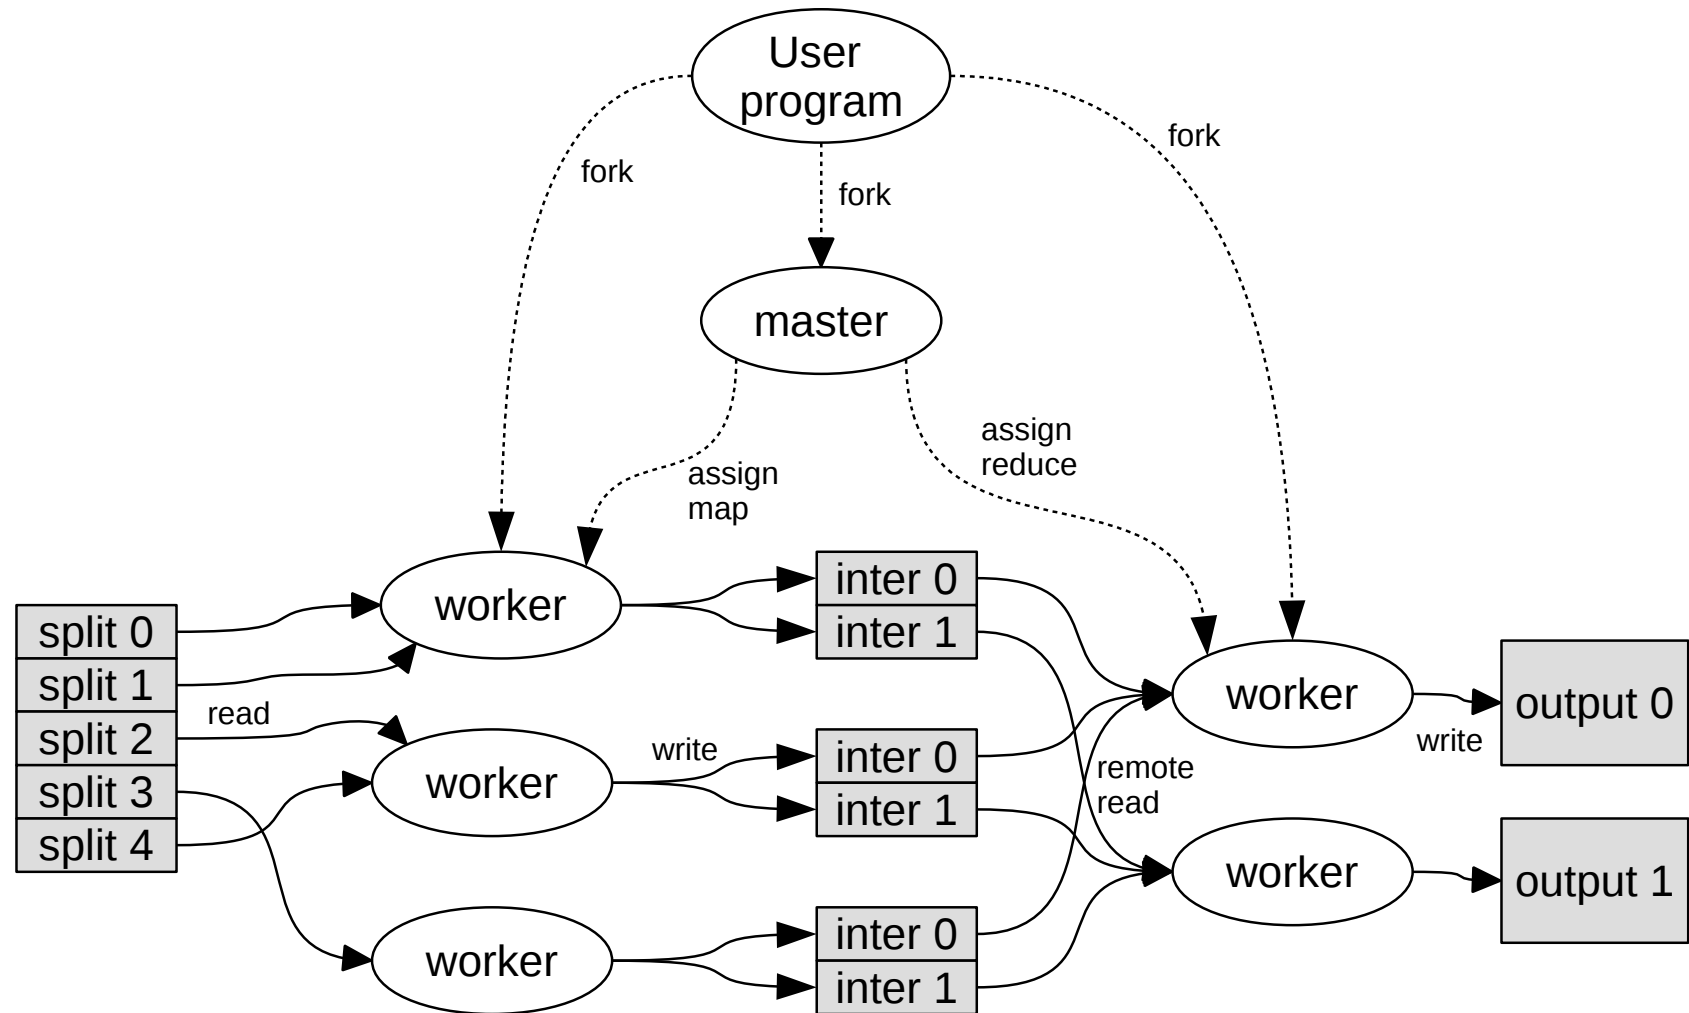 User
program
fork
fork
fork
master
assign
reduce
assign
map
inter 0
inter 1
worker
split 0
split 1
split 2
split 3
split 4
read
worker
write
inter 0
inter 1
worker
inter 0
inter 1
remote
read
worker
write
output 0
worker
output 1